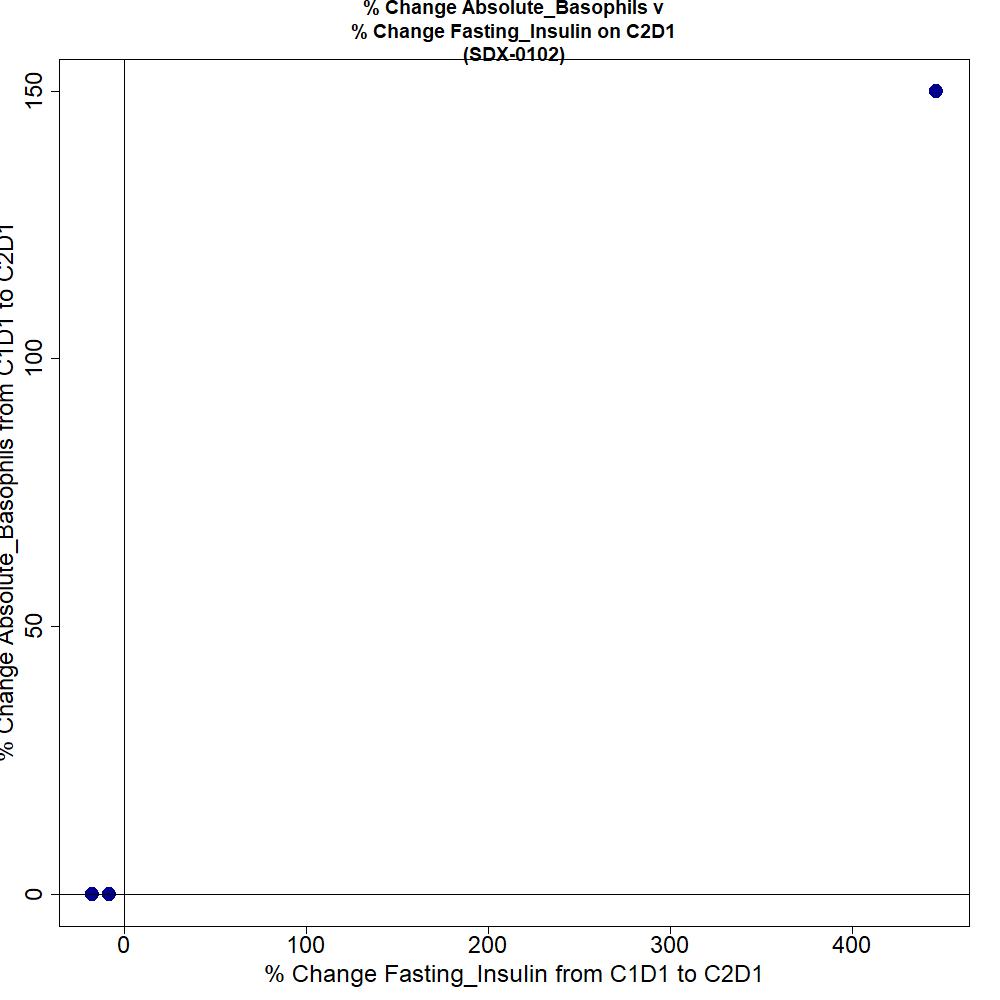 % Change Absolute_Basophils v
% Change Fasting_Insulin on C2D1
(SDX-0102)
% Change Absolute_Basophils from C1D1 to C2D1
150
100
50
0
0
100
200
300
400
% Change Fasting_Insulin from C1D1 to C2D1